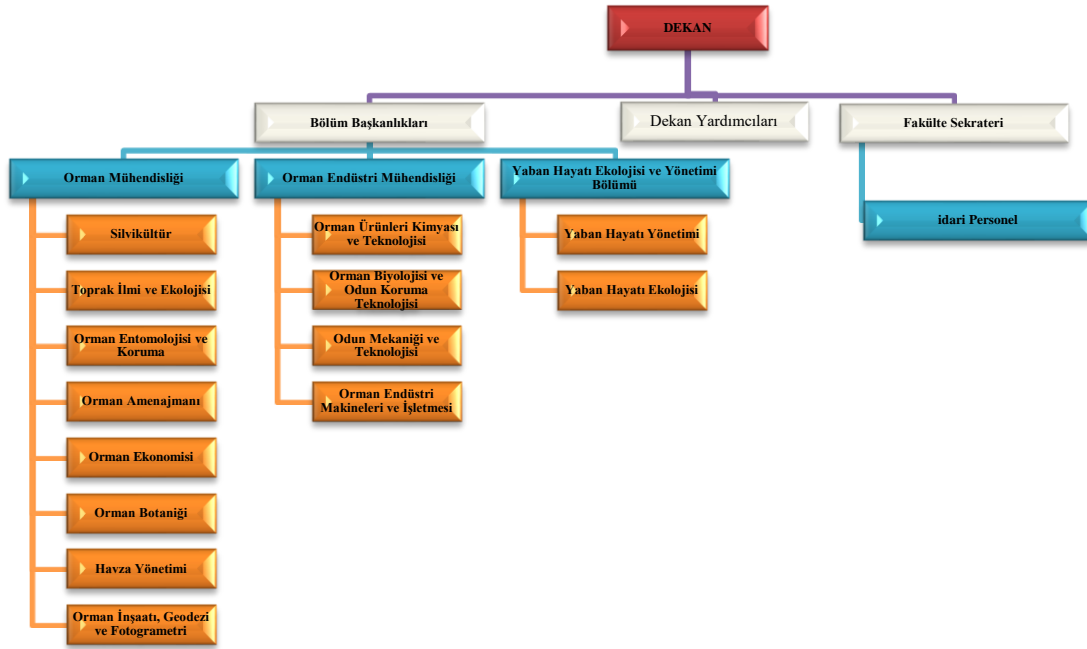 DEKAN
Bölüm Başkanlıkları
Dekan Yardımcıları
Fakülte Sekrateri
Orman Mühendisliği
Orman Endüstri Mühendisliği
Yaban Hayatı Ekolojisi ve Yönetimi
Bölümü
idari Personel
Silvikültür
Toprak İlmi ve Ekolojisi
Orman Entomolojisi ve
Koruma
Orman Amenajmanı
Orman Ekonomisi
Orman Botaniği
Havza Yönetimi
Orman İnşaatı, Geodezi
ve Fotogrametri
Orman Ürünleri Kimyası
ve Teknolojisi
Orman Biyolojisi ve
Odun Koruma
Teknolojisi
Odun Mekaniği ve
Teknolojisi
Orman Endüstri
Makineleri ve İşletmesi
Yaban Hayatı Yönetimi
Yaban Hayatı Ekolojisi